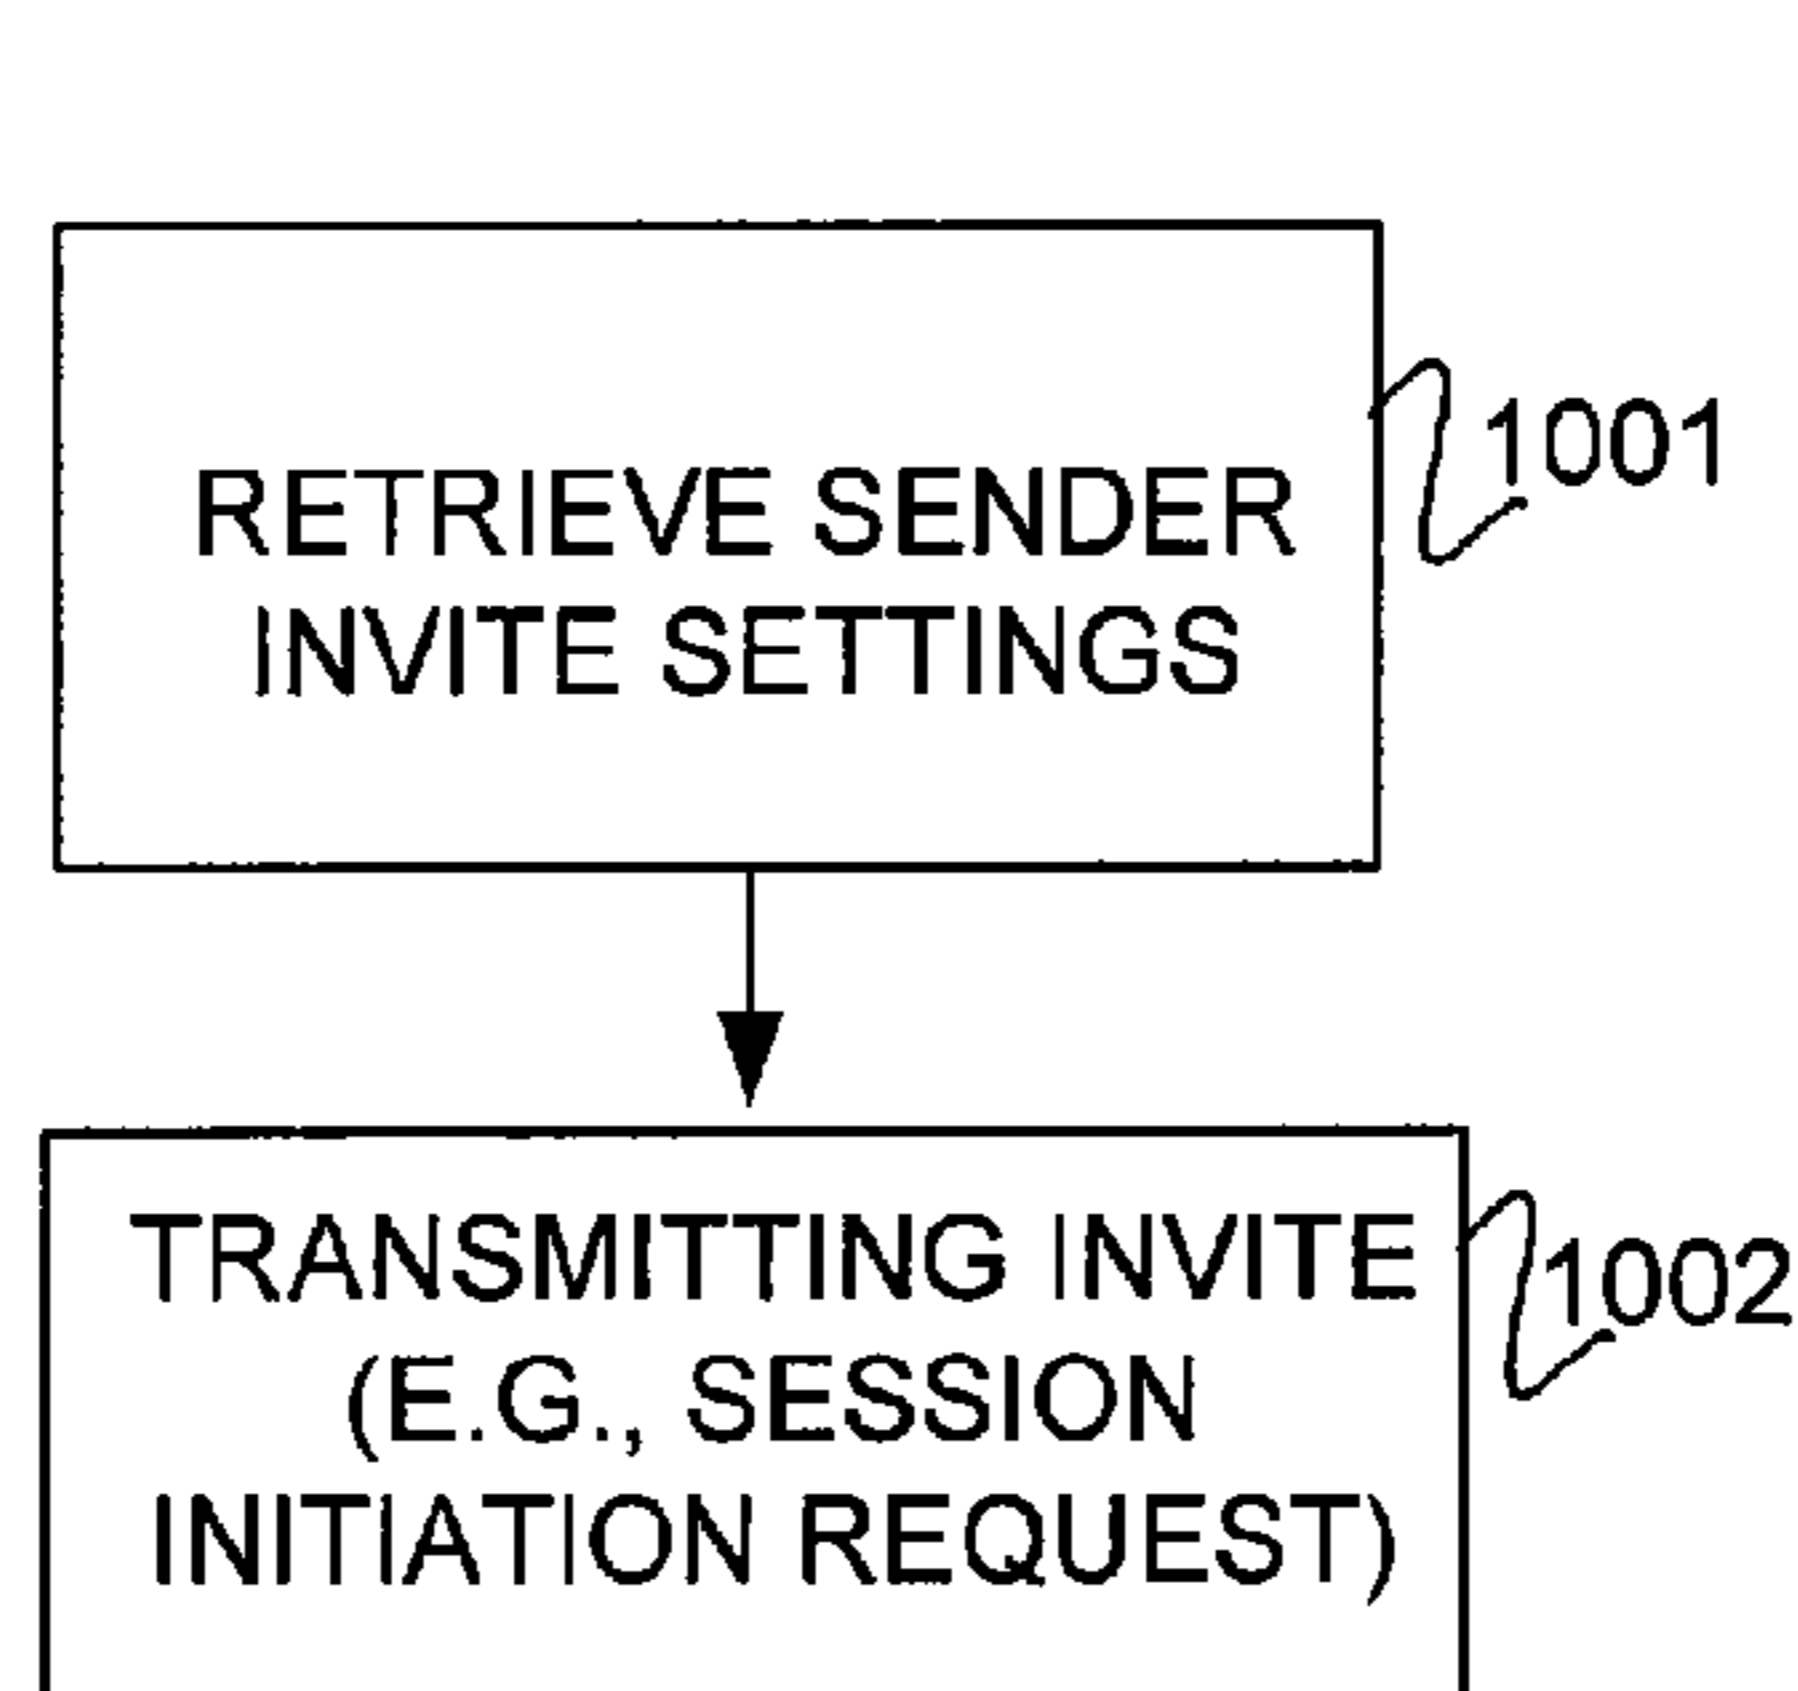 RETRIEVE SENDER
INVITE SETTINGS
1001
TRANSMITTING INVITE
(E.G., SESSION
INITIATION REQUEST)
1002